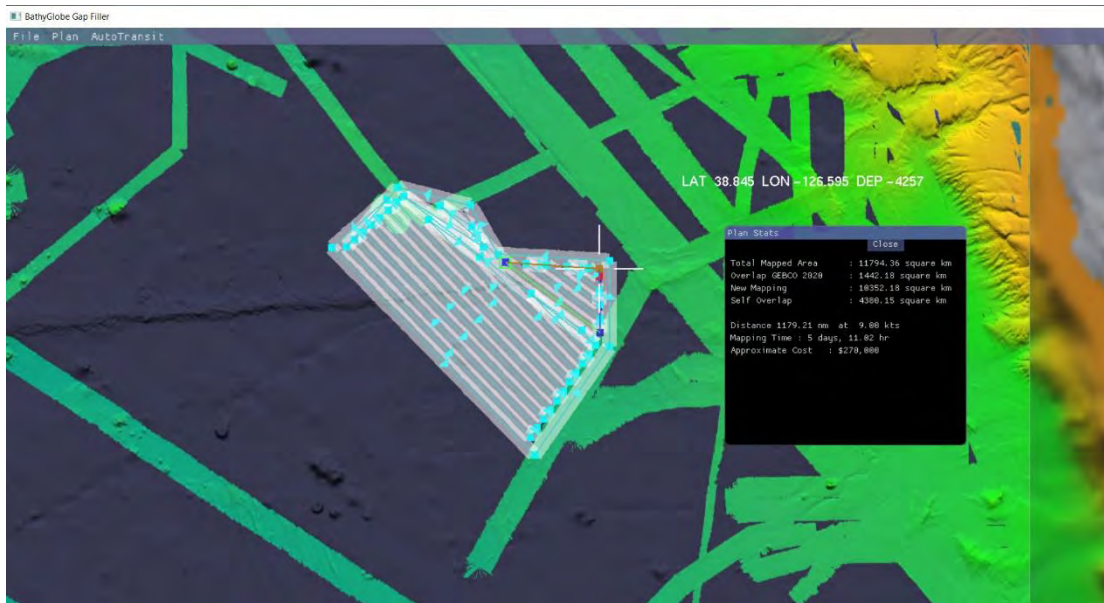 BathyGlobe Gap Filler
File Plan AutoTransit
LAT 38.845 LON -126.595 DEP -4257
Plan Stats
Close
Total Mapped Area : 11794.36 square km
Overlap GEBCO 2020 : 1442.18 square km
New Mapping : 10352.18 square km
Self Overlap : 4380.15 square km
Distance 1179.21 nm at 9.00 kts
Mapping Time : 5 days, 11.02 hr
Approximate Cost : $270,000